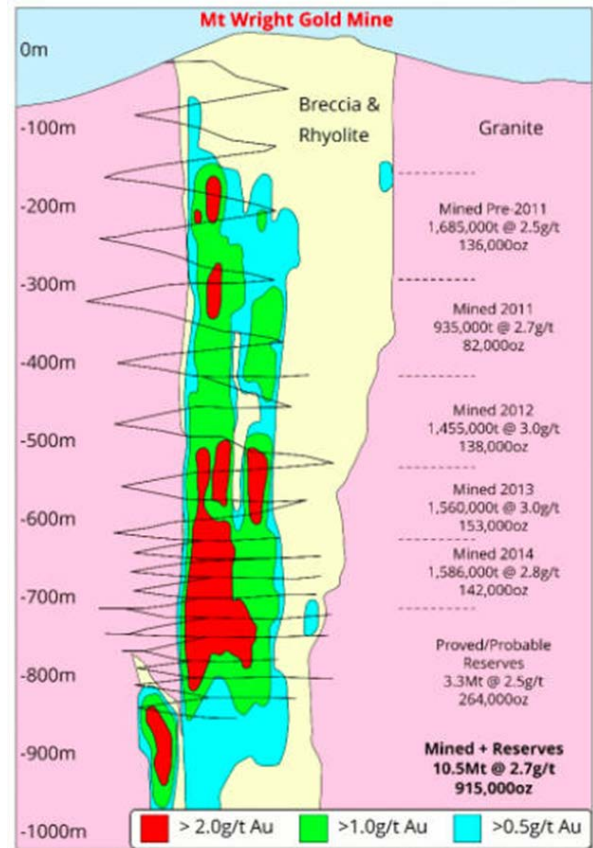 Mt Wright Gold Mine
0m
-100m
-200m
-300m
-400m
-500m
-600m
-700m
-800m
-900m
-1000m
Breccia &
Rhyolite
Granite
Mined Pre-2011
1,685,000t @ 2.5g/t
136,000oz
Mined 2011
935,000t @ 2.7g/t
82,000oz
Mined 2012
1,455,000t @ 3.0g/t
138,000oz
Mined 2013
1,560,000t @ 3.0g/t
153,000oz
Mined 2014
1,586,000t @ 2.8g/t
142,000oz
Proved/Probable
Reserves
3.3Mt @ 2.5g/t
264,000oz
Mined + Reserves
10.5Mt @ 2.7g/t
915,000oz
> 2.0g/t Au
>1.0g/t Au
>0.5g/t Au